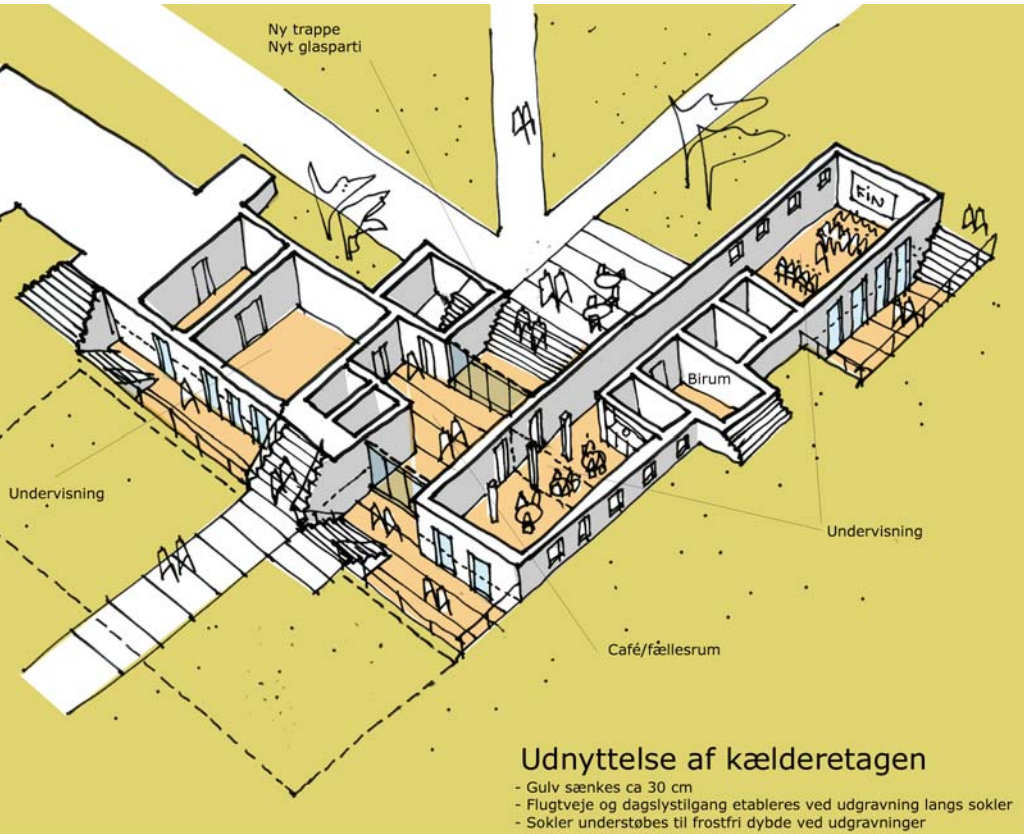 Ny trappe
Nyt glasparti
FiN
Birum
Undervisning
Undervisning
Café/fællesrum
Udnyttelse af kælderetagen
- Gulv sænkes ca 30 cm
- Flugtveje og dagslystilgang etableres ved udgravning langs sokler
- Sokler understøbes til frostfri dybde ved udgravninger